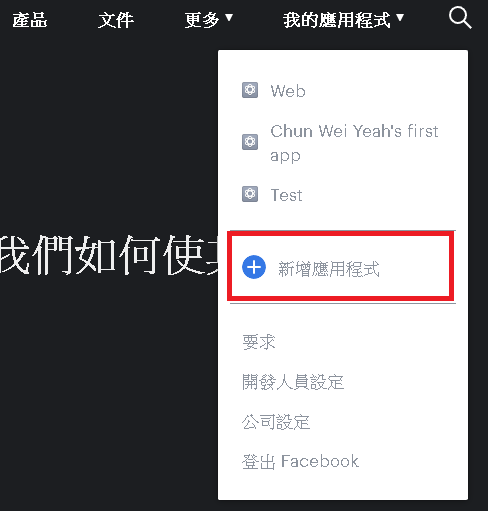 產品 文件 更多 我的應用程式
Web
Chun Wei Yeah's first
app
Test
我們如何使
新增應用程式
要求
開發人員設定
公司設定
登出 Facebook